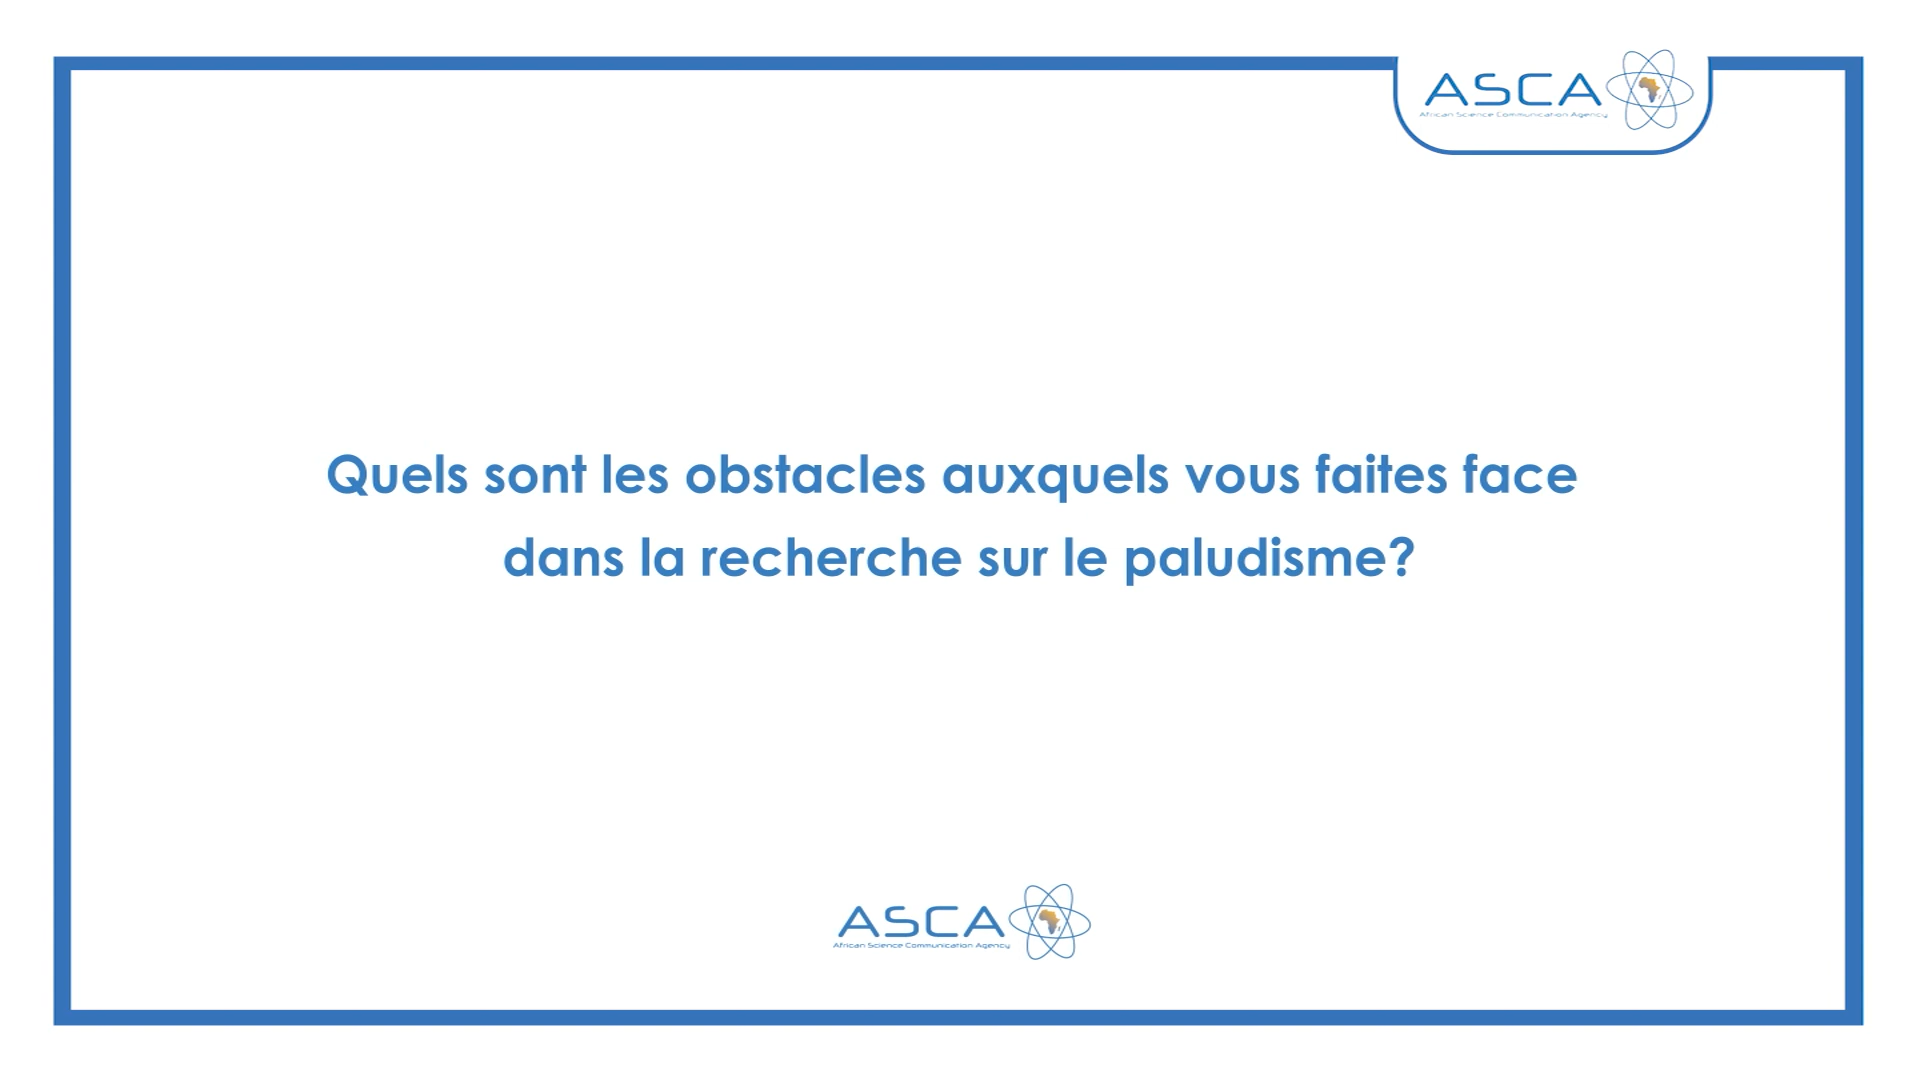 ASCA
African Science Communication Agency
Quels sont les obstacles auxquels vous faites face
dans la recherche sur le paludisme?
ASCA
African Science Communication Agency